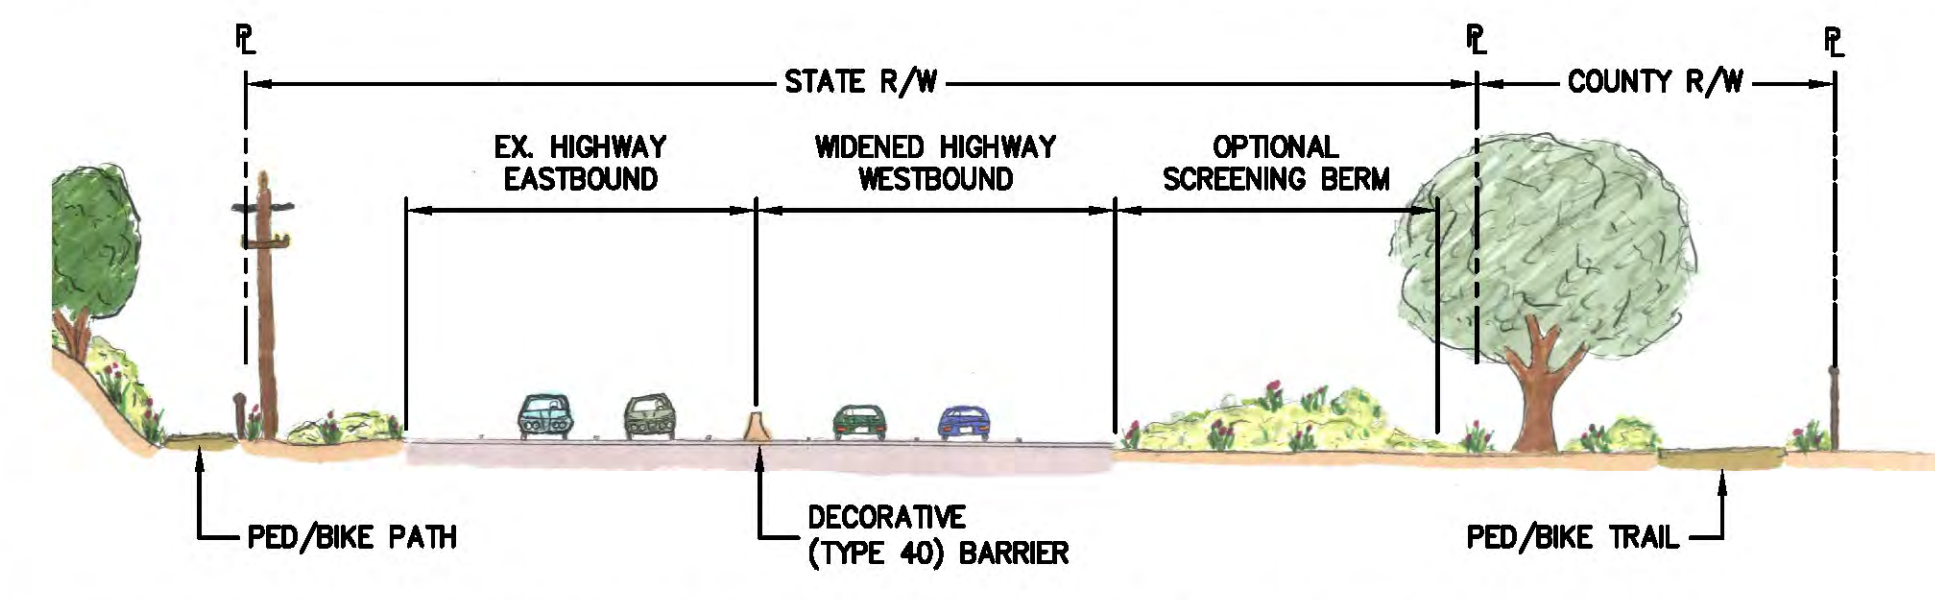 PL
PL
PL
STATE R/W
COUNTY R/W
EX. HIGHWAY
EASTBOUND
WIDENED HIGHWAY
WESTBOUND
OPTIONAL
SCREENING BERM
PED/BIKE PATH
DECORATIVE
(TYPE 40) BARRIER
PED/BIKE TRAIL